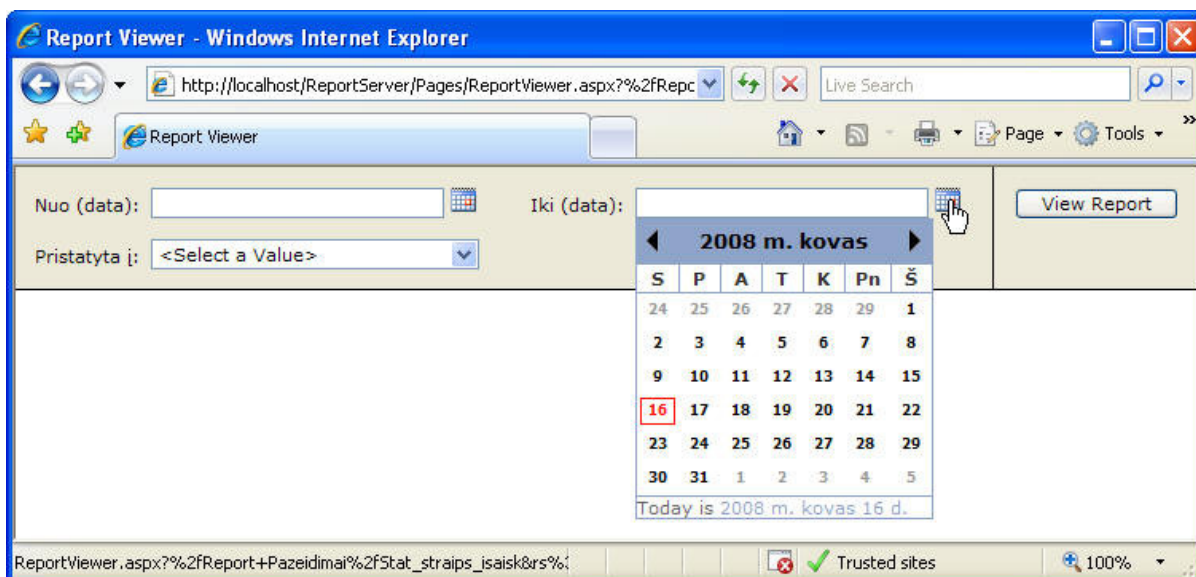 Report Viewer - Windows Internet Explorer
http://localhost/ReportServer/Pages/ReportViewer.aspx?%2fRepc
Live Search
Report Viewer
Page
Tools
»
Nuo (data):
Iki (data):
View Report
Pristatyta į:
<Select a Value>
2008 m. kovas
S P A T K Pn Š
24 25 26 27 28 29 1
2 3 4 5 6 7 8
9 10 11 12 13 14 15
16 17 18 19 20 21 22
23 24 25 26 27 28 29
30 31 1 2 3 4 5
Today is 2008 m. kovas 16 d.
ReportViewer.aspx?%2fReport+Pazeidimai%2fStat_straips_isaisk&rs%:
Trusted sites
100%